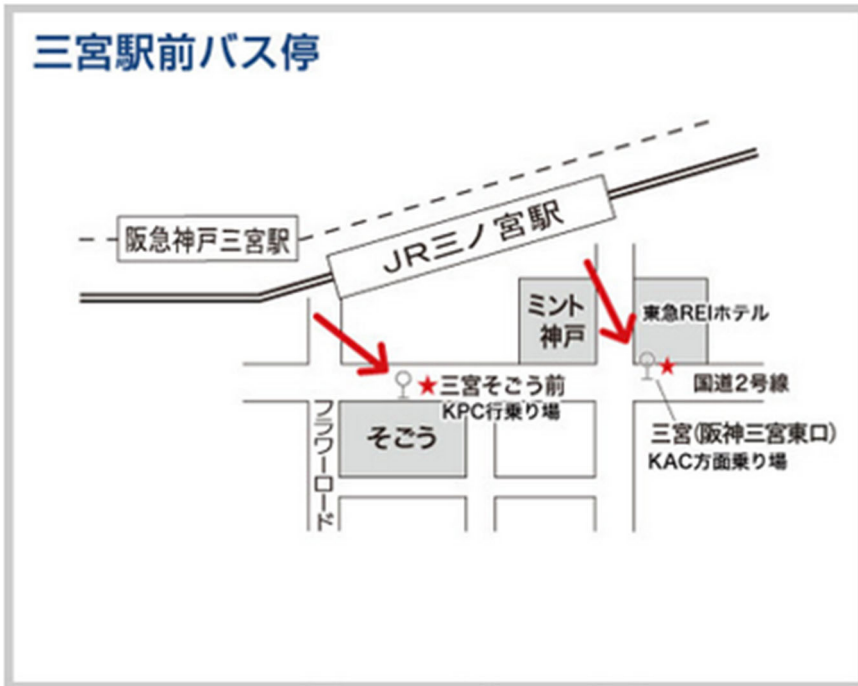 三宮駅前バス停
阪急神戸三宮駅
JR三ノ宮駅
ミント
神戸
東急REIホテル
★三宮そごう前
KPC行乗り場
★
国道2号線
フラワーロード
そごう
三宮(阪神三宮東口)
KAC方面乗り場